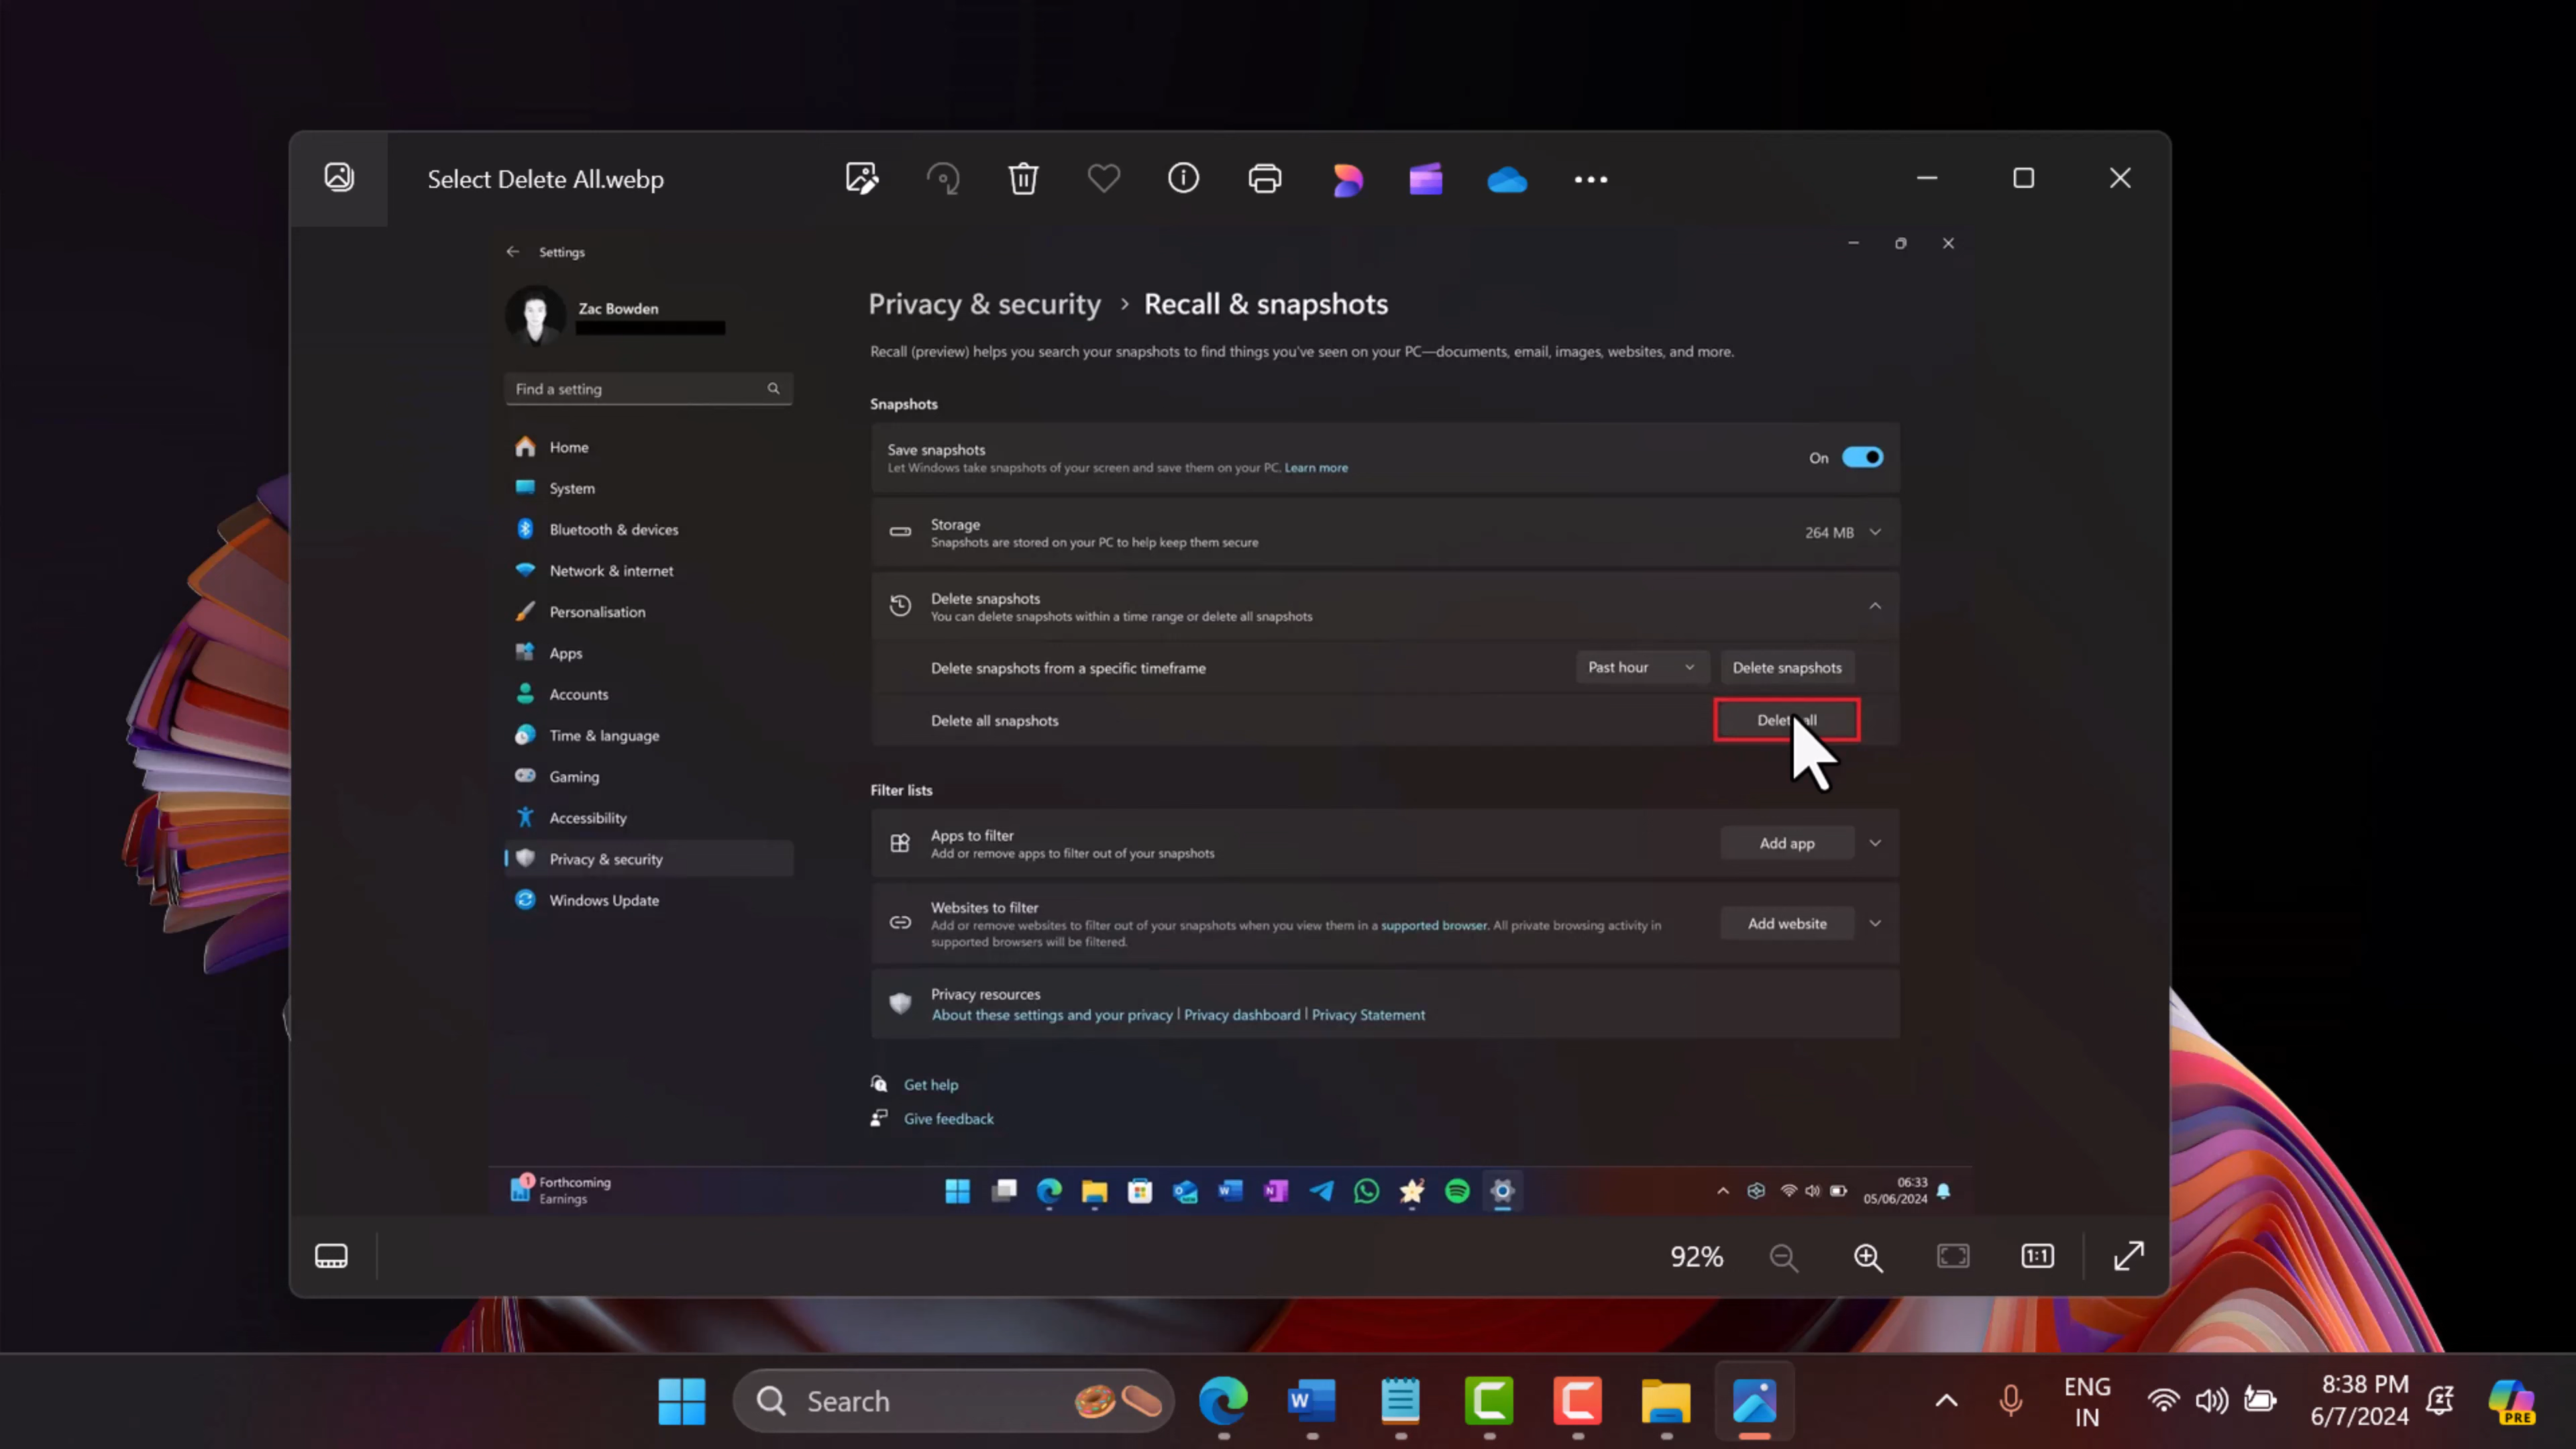 Select Delete All.webp
Settings
Zac Bowden
Find a setting
Home
System
Bluetooth & devices
Network & internet
Personalisation
Apps
Accounts
Time & language
Gaming
Accessibility
Privacy & security
Windows Update
Privacy & security › Recall & snapshots
Recall (preview) helps you search your snapshots to find things you've seen on your PC—documents, email, images, websites, and more.
Snapshots
Save snapshots
Let Windows take snapshots of your screen and save them on your PC. Learn more
On
Storage
Snapshots are stored on your PC to help keep them secure
264 MB
Delete snapshots
You can delete snapshots within a time range or delete all snapshots
Delete snapshots from a specific timeframe
Past hour
Delete snapshots
Delete all snapshots
Delete all
Filter lists
Apps to filter
Add or remove apps to filter out of your snapshots
Add app
Websites to filter
Add or remove websites to filter out of your snapshots when you view them in a supported browser. All private browsing activity in
supported browsers will be filtered.
Add website
Privacy resources
About these settings and your privacy | Privacy dashboard | Privacy Statement
Get help
Give feedback
1
Forthcoming
Earnings
06:33
05/06/2024
92%
1:1
Search
ENG
IN
8:38 PM
6/7/2024
PRE